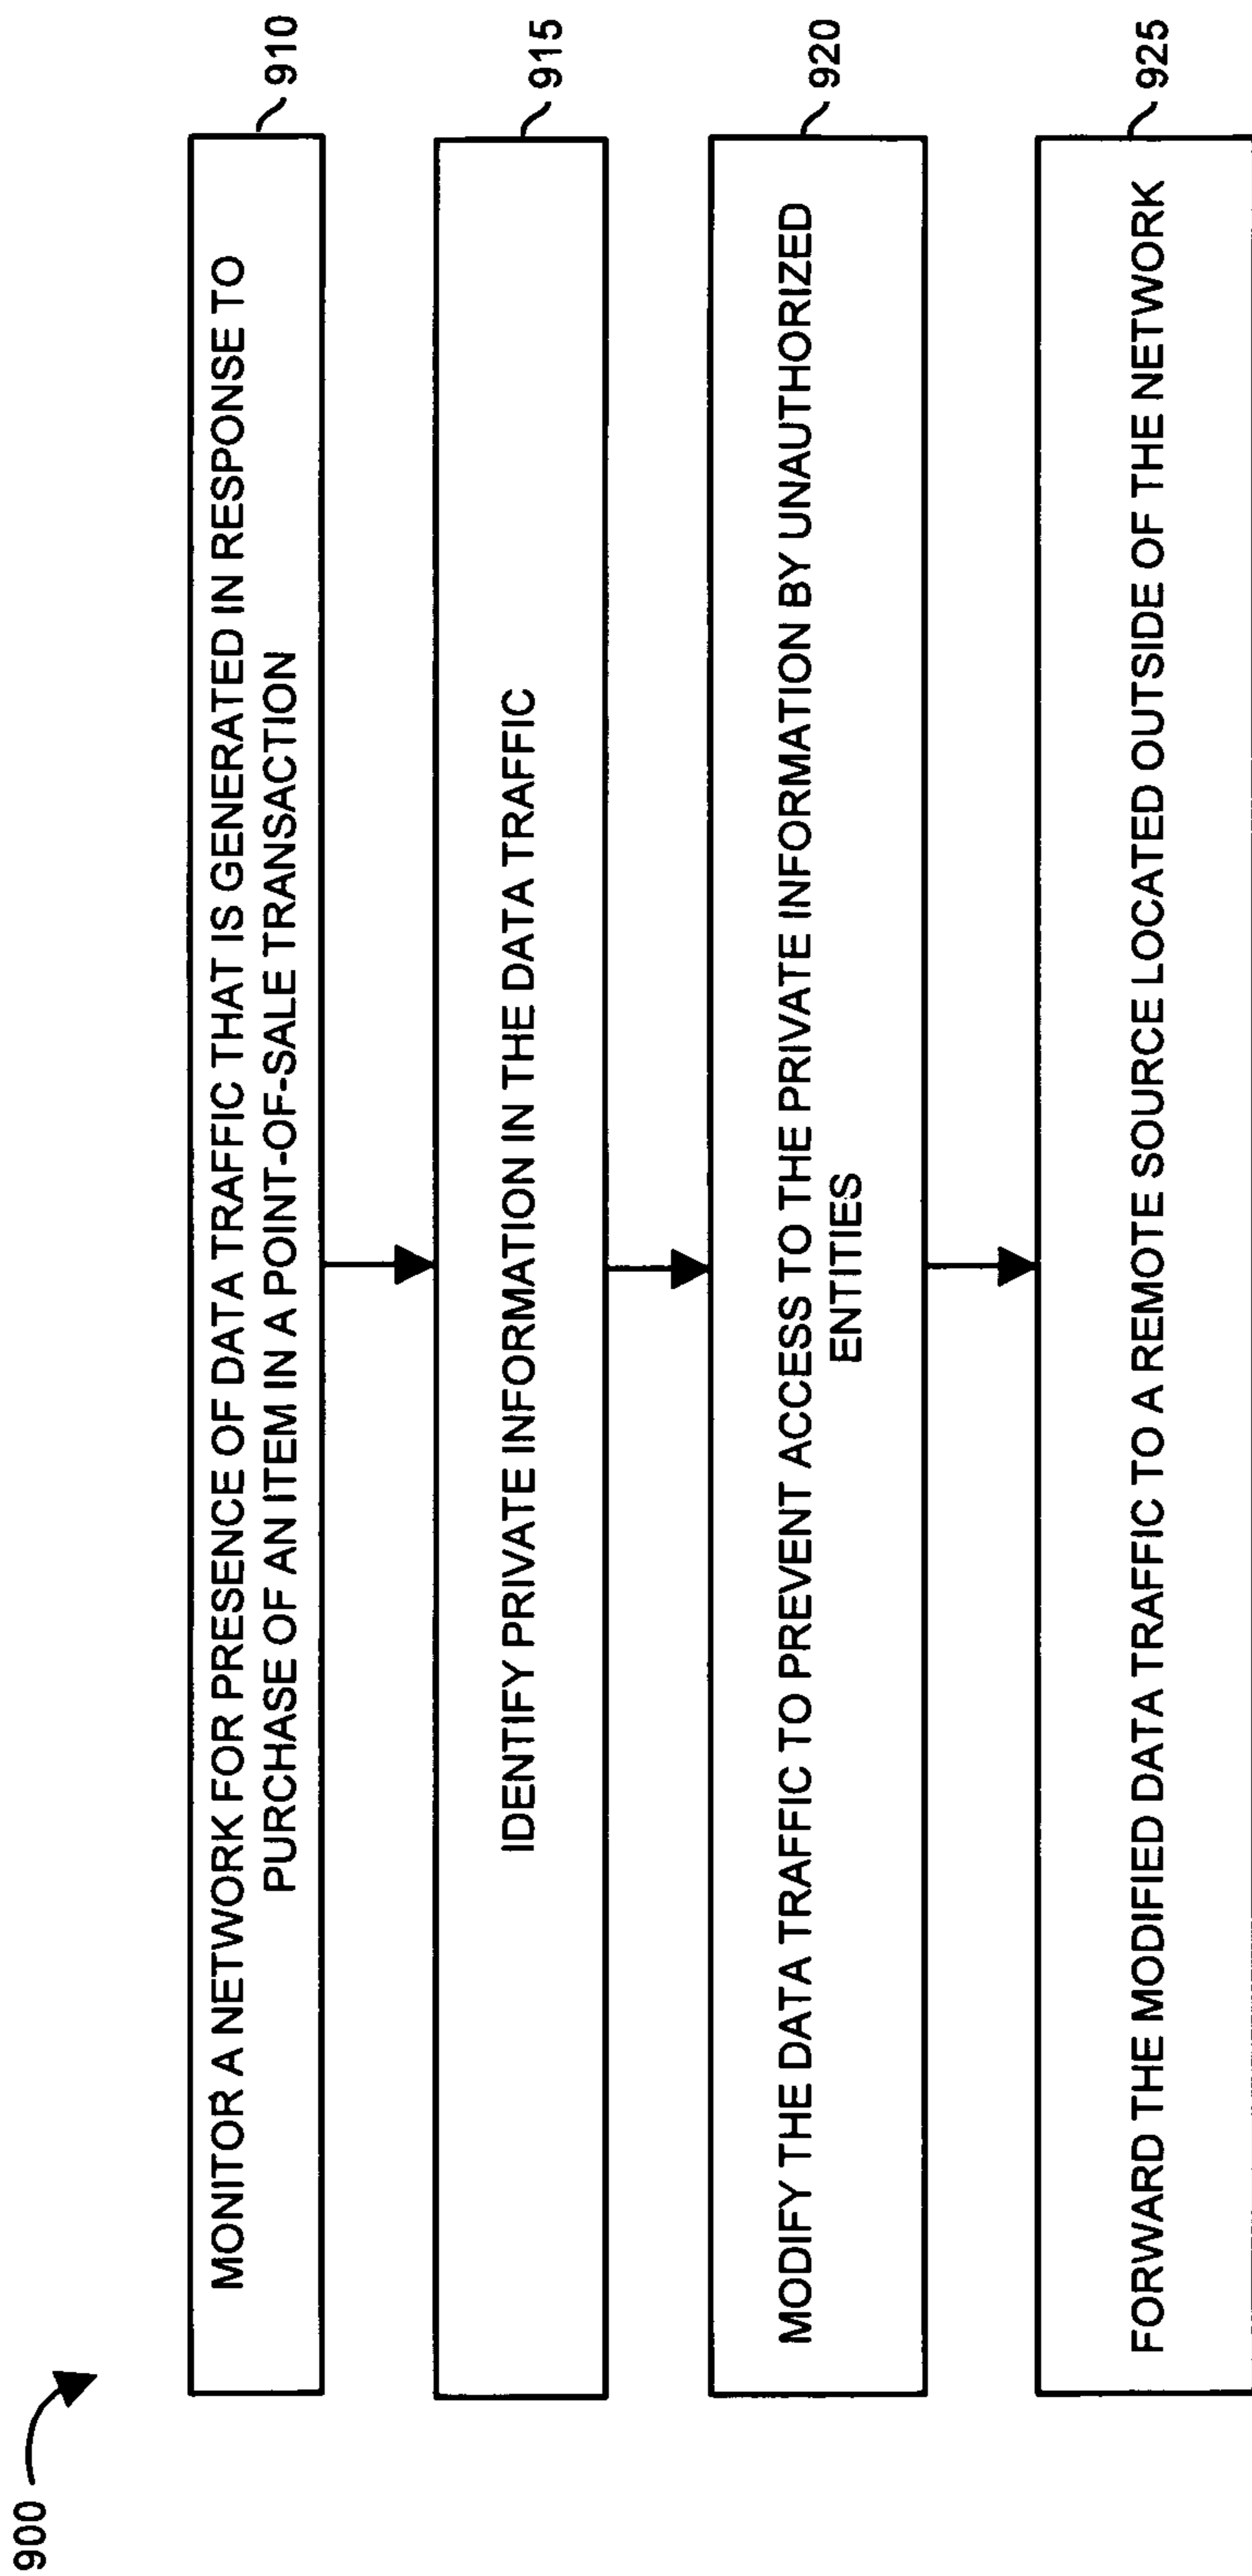 900
MONITOR A NETWORK FOR PRESENCE OF DATA TRAFFIC THAT IS GENERATED IN RESPONSE TO
PURCHASE OF AN ITEM IN A POINT-OF-SALE TRANSACTION
910
IDENTIFY PRIVATE INFORMATION IN THE DATA TRAFFIC
915
MODIFY THE DATA TRAFFIC TO PREVENT ACCESS TO THE PRIVATE INFORMATION BY UNAUTHORIZED
ENTITIES
920
FORWARD THE MODIFIED DATA TRAFFIC TO A REMOTE SOURCE LOCATED OUTSIDE OF THE NETWORK
925